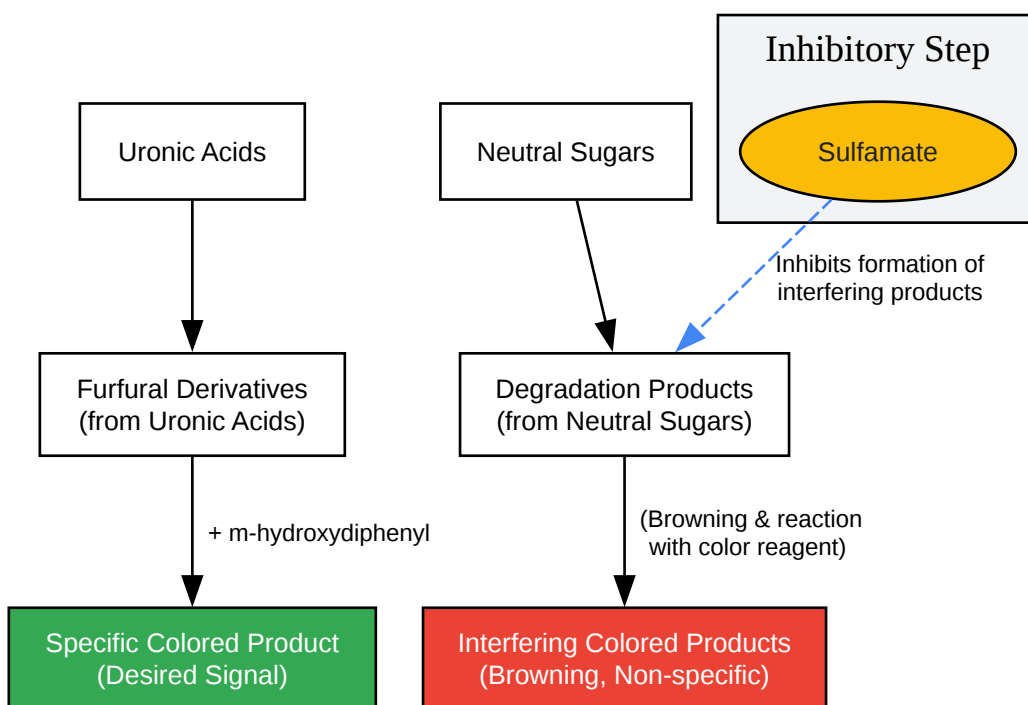 Inhibitory Step
Uronic Acids
Neutral Sugars
Sulfamate
Inhibits formation of
interfering products
Furfural Derivatives
(from Uronic Acids)
Degradation Products
(from Neutral Sugars)
+ m-hydroxydiphenyl
(Browning & reaction
with color reagent)
Specific Colored Product
(Desired Signal)
Interfering Colored Products
(Browning, Non-specific)